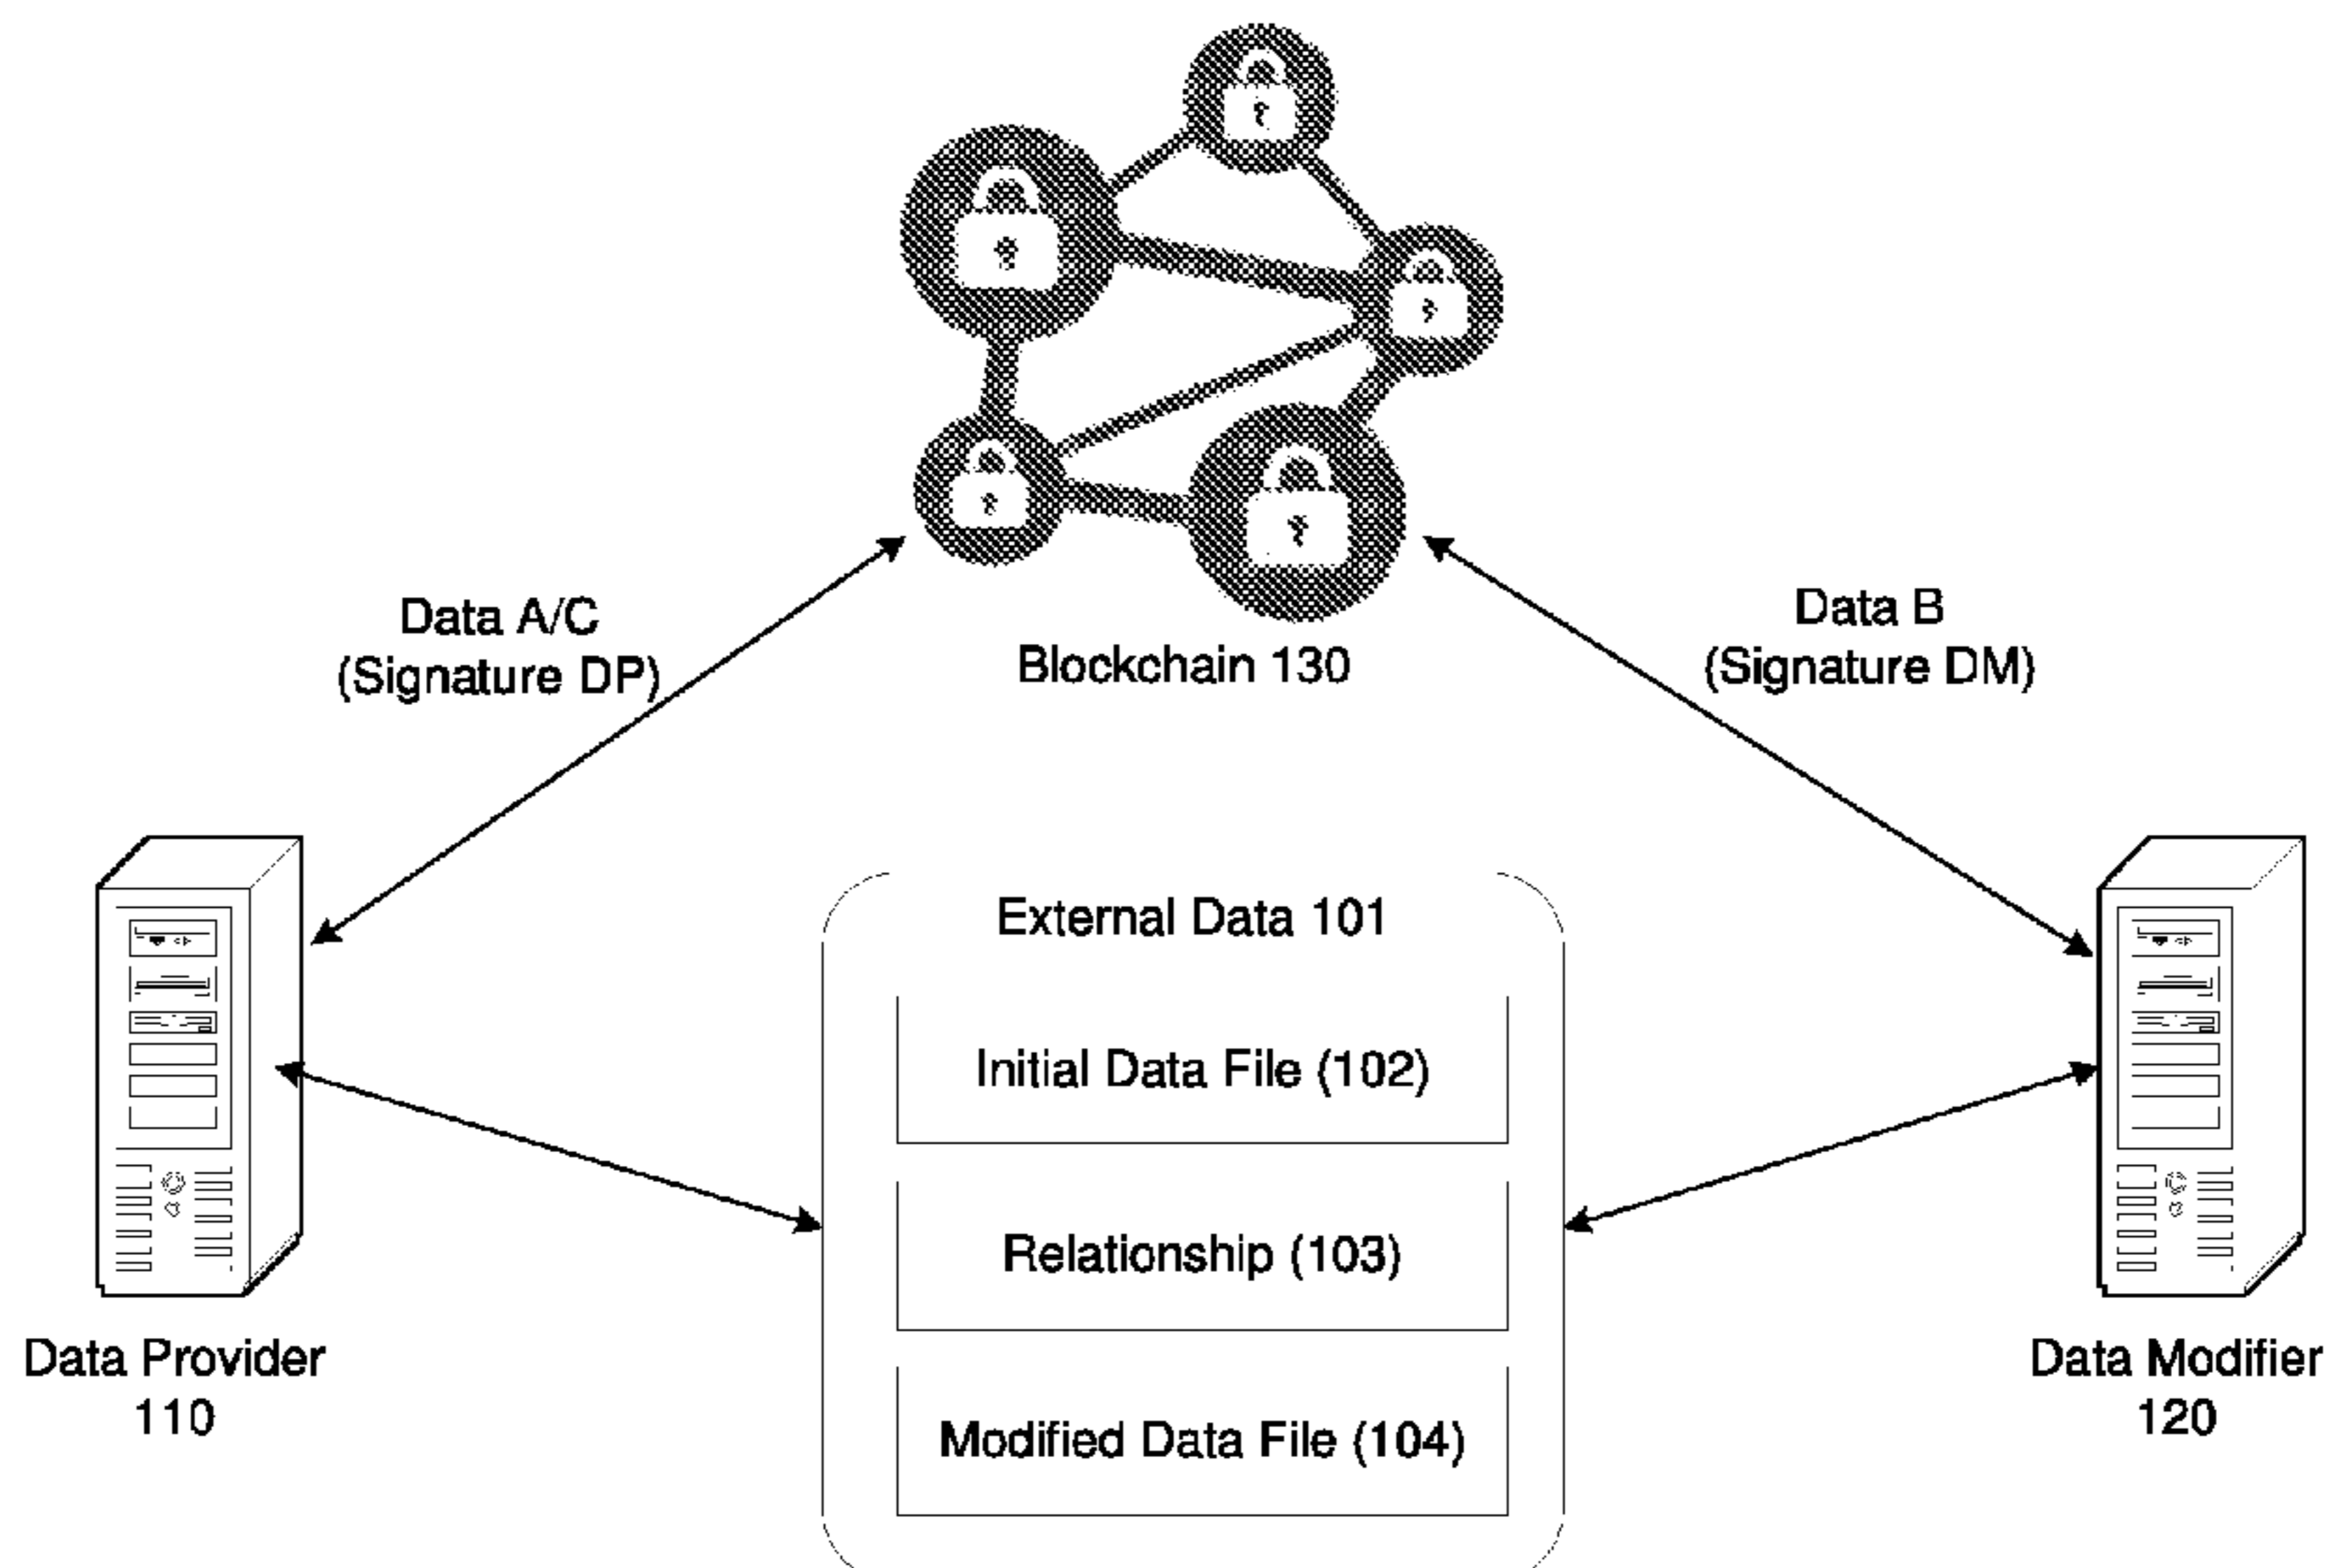 Data A/C
(Signature DP)
Blockchain 130
Data B
(Signature DM)
External Data 101
Initial Data File (102)
Relationship (103)
Modified Data File (104)
Data Provider
110
Data Modifier
120